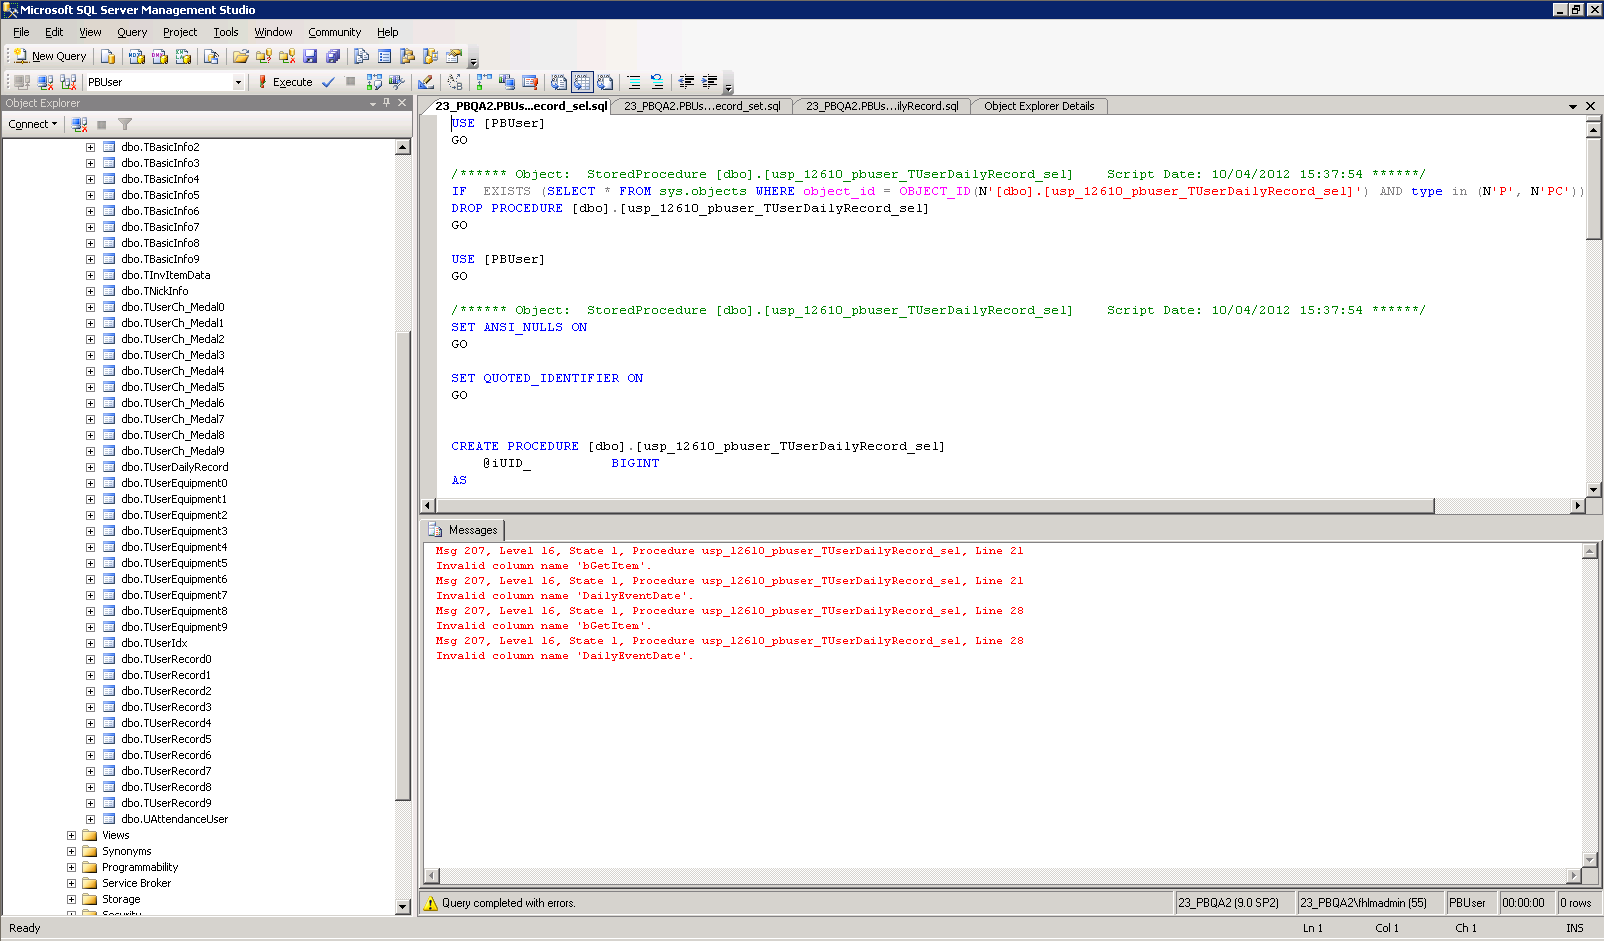 Microsoft SQL Server Management Studio
File Edit View Query Project Tools Window Community Help
New Query
PBUser Execute
Object Explorer
Connect
dbo.TBasicInfo2
dbo.TBasicInfo3
dbo.TBasicInfo4
dbo.TBasicInfo5
dbo.TBasicInfo6
dbo.TBasicInfo7
dbo.TBasicInfo8
dbo.TBasicInfo9
dbo.TInvItemData
dbo.TNickInfo
dbo.TUserCh_Medal0
dbo.TUserCh_Medal1
dbo.TUserCh_Medal2
dbo.TUserCh_Medal3
dbo.TUserCh_Medal4
dbo.TUserCh_Medal5
dbo.TUserCh_Medal6
dbo.TUserCh_Medal7
dbo.TUserCh_Medal8
dbo.TUserCh_Medal9
dbo.TUserDailyRecord
dbo.TUserEquipment0
dbo.TUserEquipment1
dbo.TUserEquipment2
dbo.TUserEquipment3
dbo.TUserEquipment4
dbo.TUserEquipment5
dbo.TUserEquipment6
dbo.TUserEquipment7
dbo.TUserEquipment8
dbo.TUserEquipment9
dbo.TUserIdx
dbo.TUserRecord0
dbo.TUserRecord1
dbo.TUserRecord2
dbo.TUserRecord3
dbo.TUserRecord4
dbo.TUserRecord5
dbo.TUserRecord6
dbo.TUserRecord7
dbo.TUserRecord8
dbo.TUserRecord9
dbo.UAttendanceUser
Views
Synonyms
Programmability
Service Broker
Storage
Security
23_PBQA2.PBUs...ecord_sel.sql 23_PBQA2.PBUs...ecord_set.sql 23_PBQA2.PBUs...ilyRecord.sql Object Explorer Details
USE [PBUser]
GO
/****** Object:  StoredProcedure [dbo].[usp_12610_pbuser_TUserDailyRecord_sel]    Script Date: 10/04/2012 15:37:54 ******/
IF  EXISTS (SELECT * FROM sys.objects WHERE object_id = OBJECT_ID(N'[dbo].[usp_12610_pbuser_TUserDailyRecord_sel]') AND type in (N'P', N'PC'))
DROP PROCEDURE [dbo].[usp_12610_pbuser_TUserDailyRecord_sel]
GO
USE [PBUser]
GO
/****** Object:  StoredProcedure [dbo].[usp_12610_pbuser_TUserDailyRecord_sel]    Script Date: 10/04/2012 15:37:54 ******/
SET ANSI_NULLS ON
GO
SET QUOTED_IDENTIFIER ON
GO
CREATE PROCEDURE [dbo].[usp_12610_pbuser_TUserDailyRecord_sel]
@iUID_ BIGINT
AS
Messages
Msg 207, Level 16, State 1, Procedure usp_12610_pbuser_TUserDailyRecord_sel, Line 21
Invalid column name 'bGetItem'.
Msg 207, Level 16, State 1, Procedure usp_12610_pbuser_TUserDailyRecord_sel, Line 21
Invalid column name 'DailyEventDate'.
Msg 207, Level 16, State 1, Procedure usp_12610_pbuser_TUserDailyRecord_sel, Line 28
Invalid column name 'bGetItem'.
Msg 207, Level 16, State 1, Procedure usp_12610_pbuser_TUserDailyRecord_sel, Line 28
Invalid column name 'DailyEventDate'.
Query completed with errors. 23_PBQA2 (9.0 SP2) 23_PBQA2\fhlmadmin (55) PBUser 00:00:00 0 rows
Ready Ln 1 Col 1 Ch 1 INS